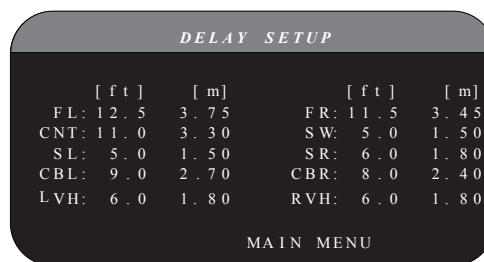 DELAY SETUP
[ft] [m] [ft] [m]
FL: 12.5 3.75 FR: 11.5 3.45
CNT: 11.0 3.30 SW: 5.0 1.50
SL: 5.0 1.50 SR: 6.0 1.80
CBL: 9.0 2.70 CBR: 8.0 2.40
LVH: 6.0 1.80 RVH: 6.0 1.80
MAIN MENU